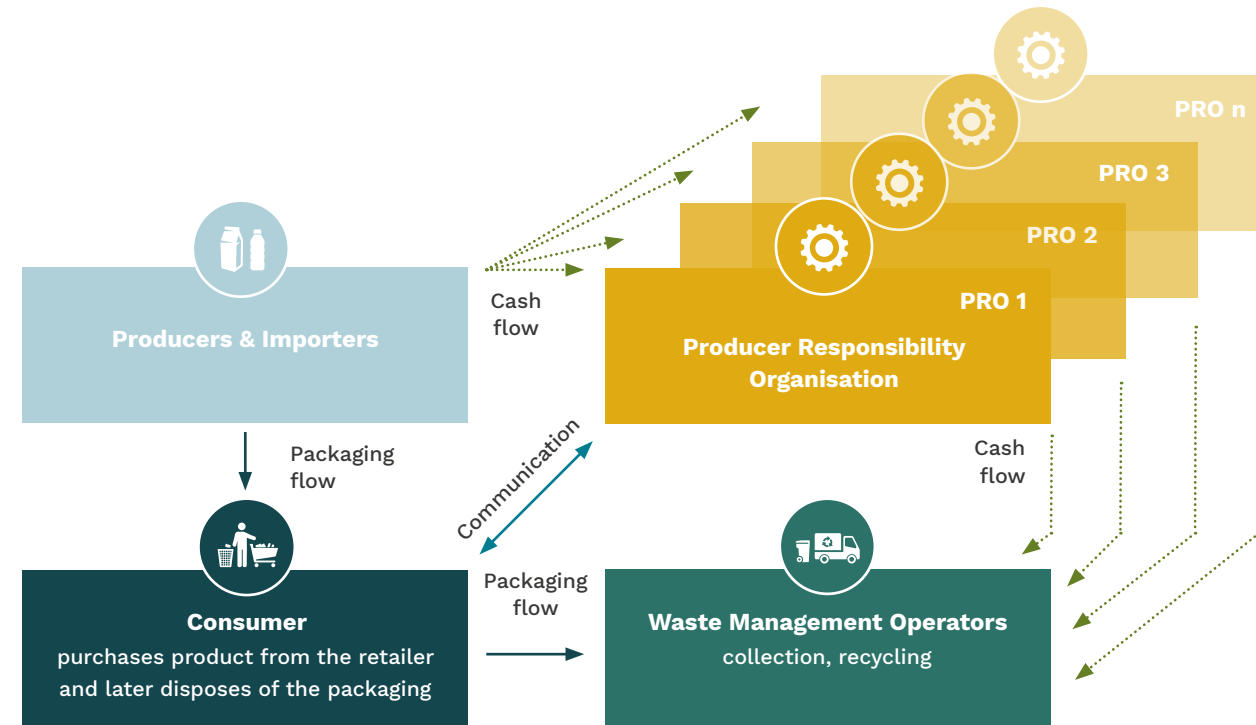 PRO n
PRO 3
PRO 2
PRO 1
Producers & Importers
Cash
flow
Producer Responsibility
Organisation
Packaging
flow
Communication
Cash
flow
Packaging
flow
Consumer
purchases product from the retailer
and later disposes of the packaging
Waste Management Operators
collection, recycling